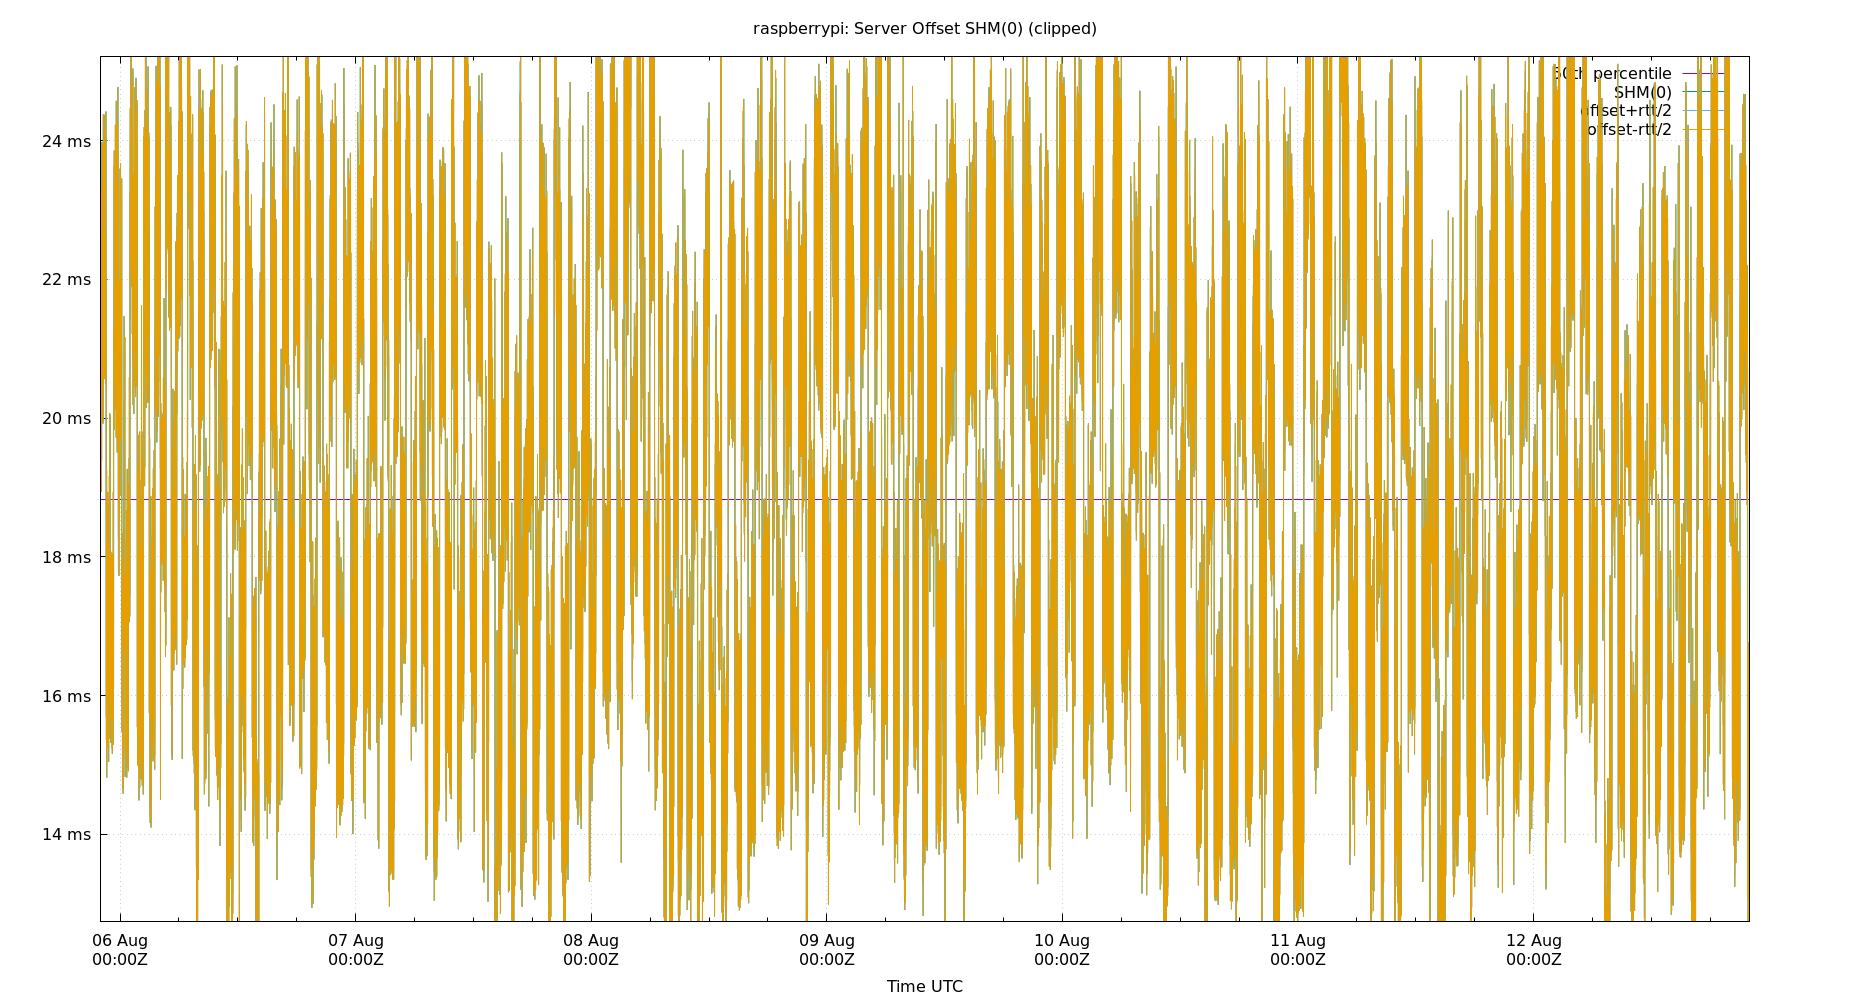 raspberrypi: Server Offset SHM(0) (clipped)
50th percentile
SHM(0)
offset+rtt/2
offset-rtt/2
24 ms
22 ms
20 ms
18 ms
16 ms
14 ms
06 Aug
00:00Z
07 Aug
00:00Z
08 Aug
00:00Z
09 Aug
00:00Z
10 Aug
00:00Z
11 Aug
00:00Z
12 Aug
00:00Z
Time UTC